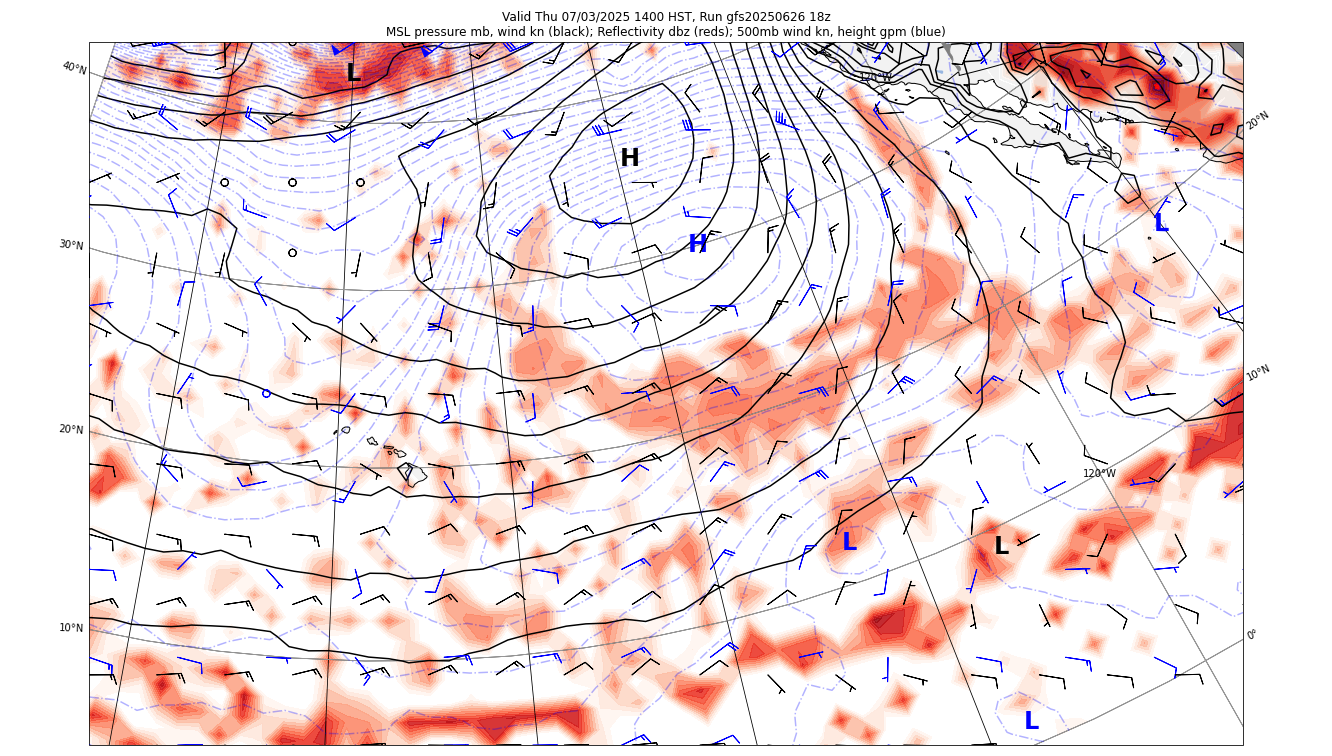 Valid Thu 07/03/2025 1400 HST, Run gfs20250626 18z
MSL pressure mb, wind kn (black); Reflectivity dbz (reds); 500mb wind kn, height gpm (blue)
40°N
L
120°W
20°N
H
L
30°N
H
10°N
20°N
120°W
L
L
10°N
0°
L